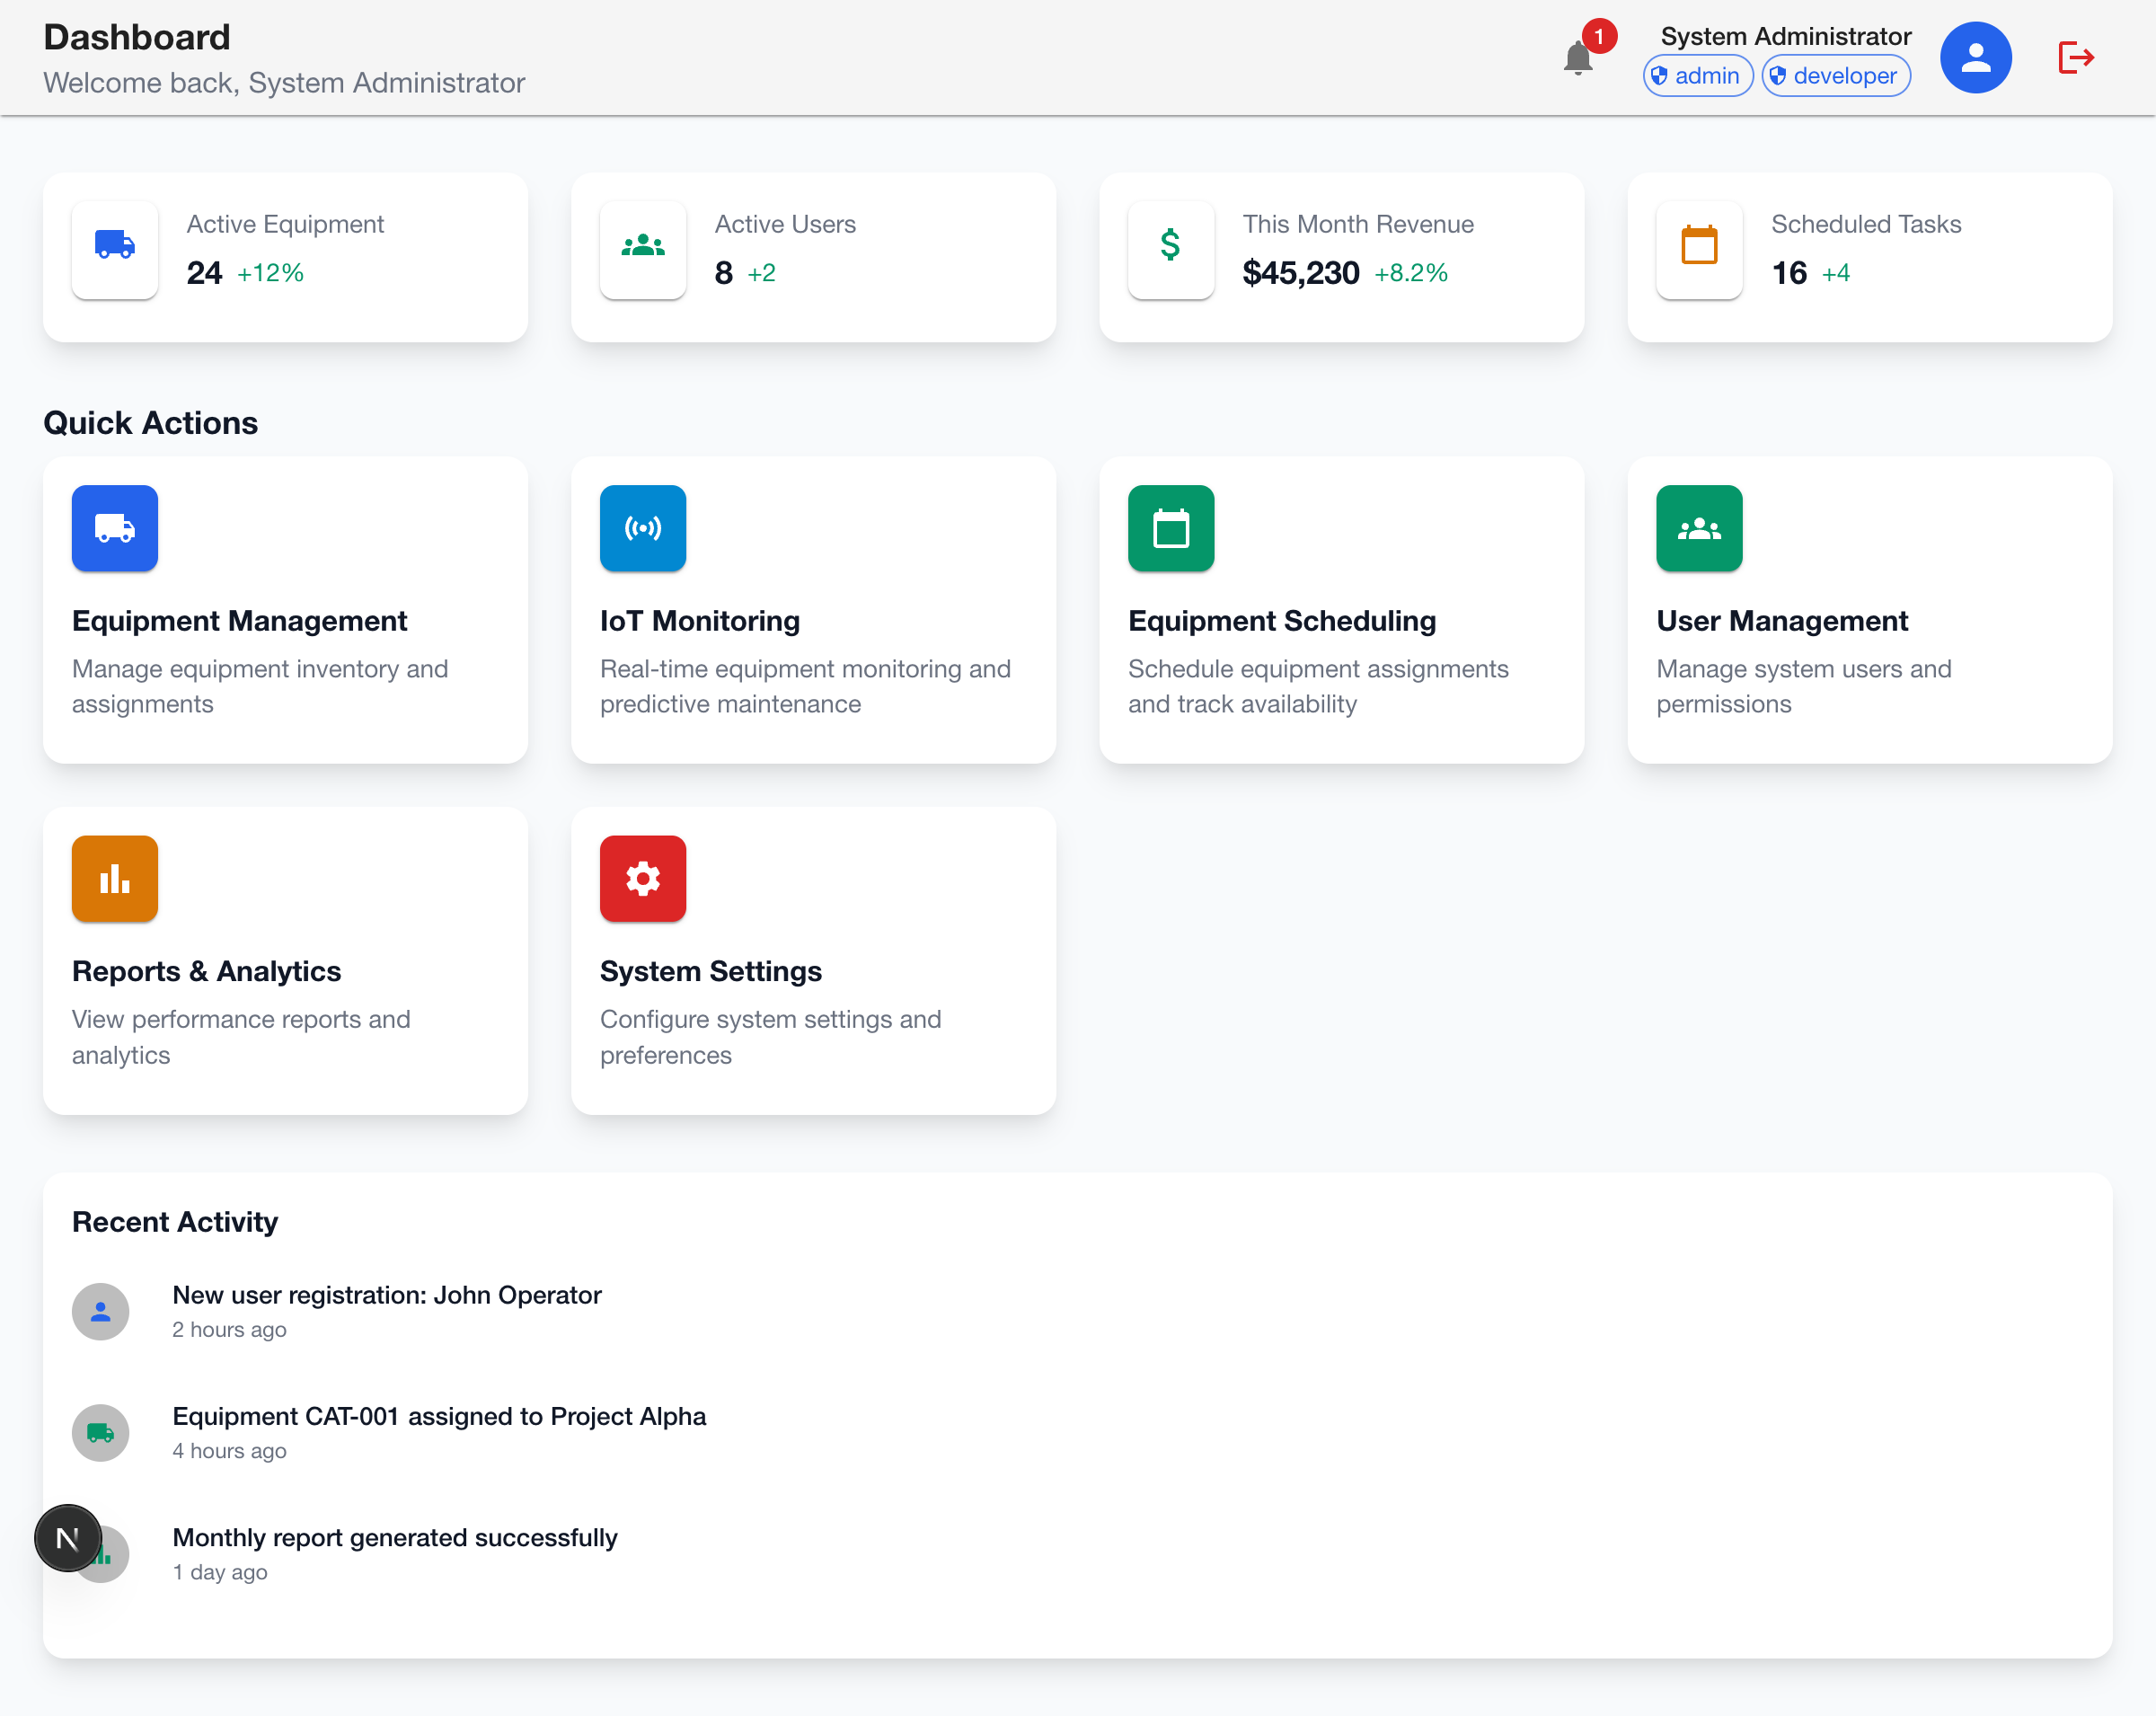 Dashboard
Welcome back, System Administrator
1
System Administrator
admin
developer
Active Equipment
24 +12%
Active Users
8 +2
$
This Month Revenue
$45,230 +8.2%
Scheduled Tasks
16 +4
Quick Actions
Equipment Management
Manage equipment inventory and
assignments
IoT Monitoring
Real-time equipment monitoring and
predictive maintenance
Equipment Scheduling
Schedule equipment assignments
and track availability
User Management
Manage system users and
permissions
Reports & Analytics
View performance reports and
analytics
System Settings
Configure system settings and
preferences
Recent Activity
New user registration: John Operator
2 hours ago
Equipment CAT-001 assigned to Project Alpha
4 hours ago
N
Monthly report generated successfully
1 day ago